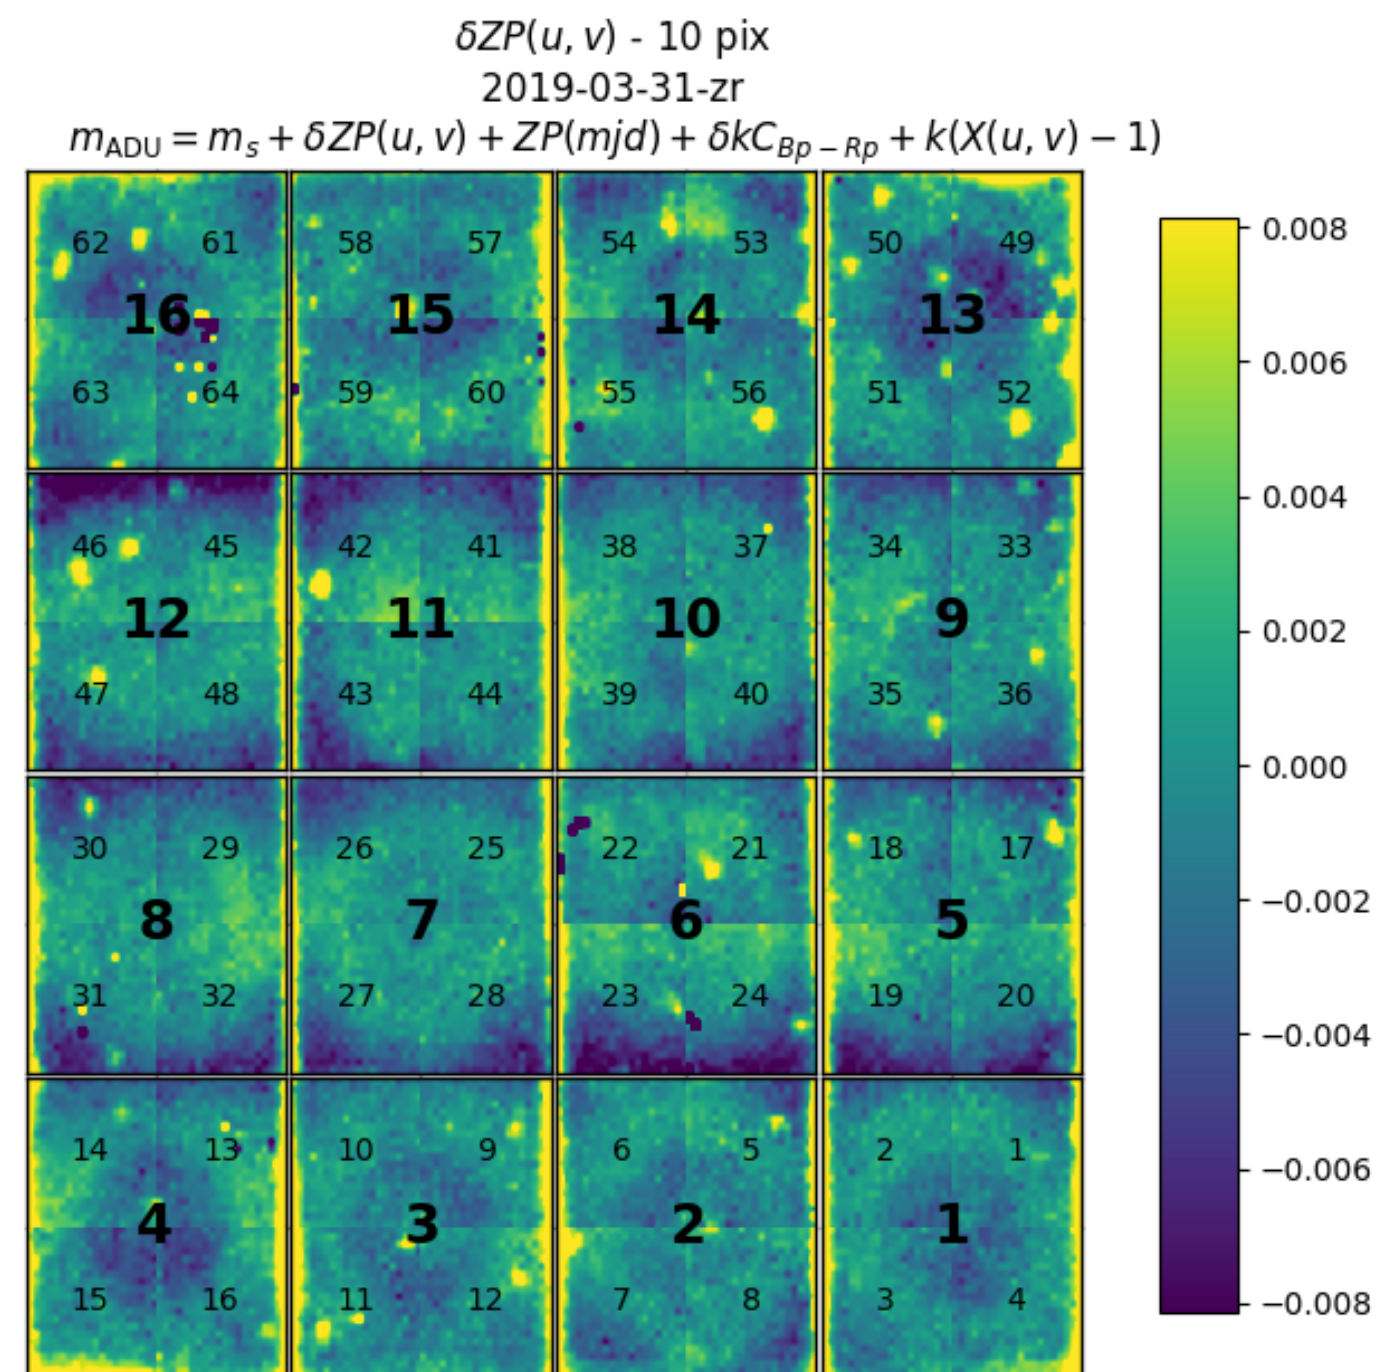 δZP(u, v) - 10 pix
2019-03-31-zr
m_ADU = m_s + δZP(u, v) + ZP(mjd) + δkC_{Bp − Rp} + k(X(u, v) − 1)
62 61 58 57 54 53 50 49
16 15 14 13
63 64 59 60 55 56 51 52
46 45 42 41 38 37 34 33
12 11 10 9
47 48 43 44 39 40 35 36
30 29 26 25 22 21 18 17
8 7 6 5
31 32 27 28 23 24 19 20
14 13 10 9 6 5 2 1
4 3 2 1
15 16 11 12 7 8 3 4
0.008
0.006
0.004
0.002
0.000
−0.002
−0.004
−0.006
−0.008